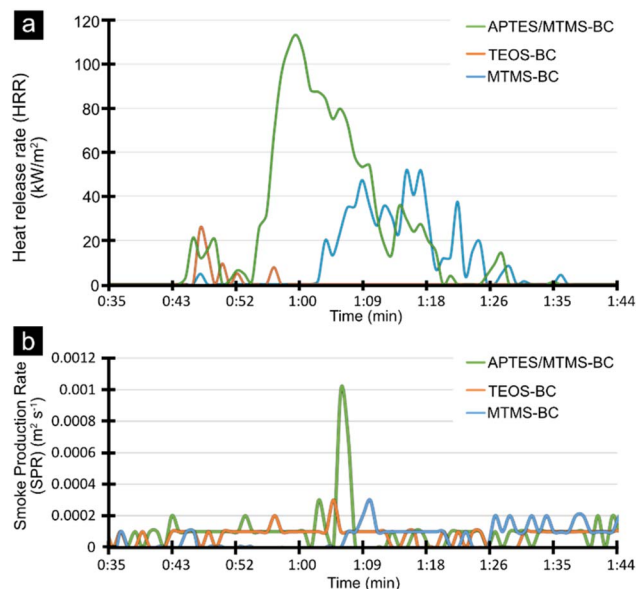 a
Heat release rate (HRR)
(kW/m²)
120
100
80
60
40
20
0
APTES/MTMS-BC
TEOS-BC
MTMS-BC
0:35 0:43 0:52 1:00 1:09 1:18 1:26 1:35 1:44
Time (min)
b
Smoke Production Rate
(SPR) (m² s⁻¹)
0.0012
0.001
0.0008
0.0006
0.0004
0.0002
0
APTES/MTMS-BC
TEOS-BC
MTMS-BC
0:35 0:43 0:52 1:00 1:09 1:18 1:26 1:35 1:44
Time (min)